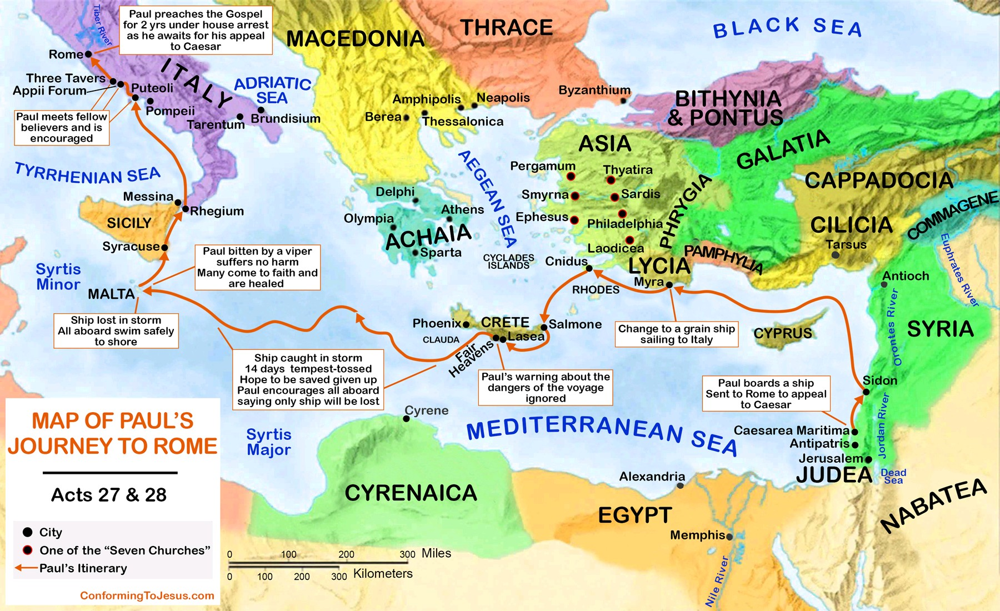 Tiber River
Paul preaches the Gospel
for 2 yrs under house arrest
as he awaits for his appeal
to Caesar
MACEDONIA
THRACE
BLACK SEA
Rome
ITALY
Three Tavers
Appii Forum
Puteoli
Pompeii
ADRIATIC
SEA
Tarentum
Brundisium
Paul meets fellow
believers and is
encouraged
Amphipolis
Neapolis
Berea
Thessalonica
Byzanthium
BITHYNIA
& PONTUS
ASIA
GALATIA
TYRRHENIAN SEA
AEGEAN SEA
Pergamum
Thyatira
CAPPADOCIA
Messina
Rhegium
SICILY
Syracuse
Delphi
Olympia
Athens
ACHAIA
Sparta
Smyrna
Sardis
Ephesus
Philadelphia
Laodicea
PHRYGIA
COMMAGENE
CILICIA
Tarsus
PAMPHYLIA
Euphrates River
CYCLADES
ISLANDS
Cnidus
LYCIA
Myra
RHODES
Antioch
Syrtis
Minor
MALTA
Paul bitten by a viper
suffers no harm
Many come to faith and
are healed
Ship lost in storm
All aboard swim safely
to shore
Phoenix
CRETE
Salmone
CLAUDA
Lasea
Fair
Heavens
Change to a grain ship
sailing to Italy
CYPRUS
Orontes River
SYRIA
Ship caught in storm
14 days tempest-tossed
Hope to be saved given up
Paul encourages all aboard
saying only ship will be lost
Paul's warning about the
dangers of the voyage
ignored
Paul boards a ship
Sent to Rome to appeal
to Caesar
Sidon
Jordan River
Caesarea Maritima
Antipatris
Jerusalem
JUDEA
Dead
Sea
Cyrene
Syrtis
Major
MEDITERRANEAN SEA
CYRENAICA
Alexandria
EGYPT
Memphis
Nile River
NABATEA
MAP OF PAUL'S
JOURNEY TO ROME
Acts 27 & 28
City
One of the “Seven Churches”
Paul's Itinerary
ConformingToJesus.com
0 100 200 300 Miles
0 100 200 300 Kilometers